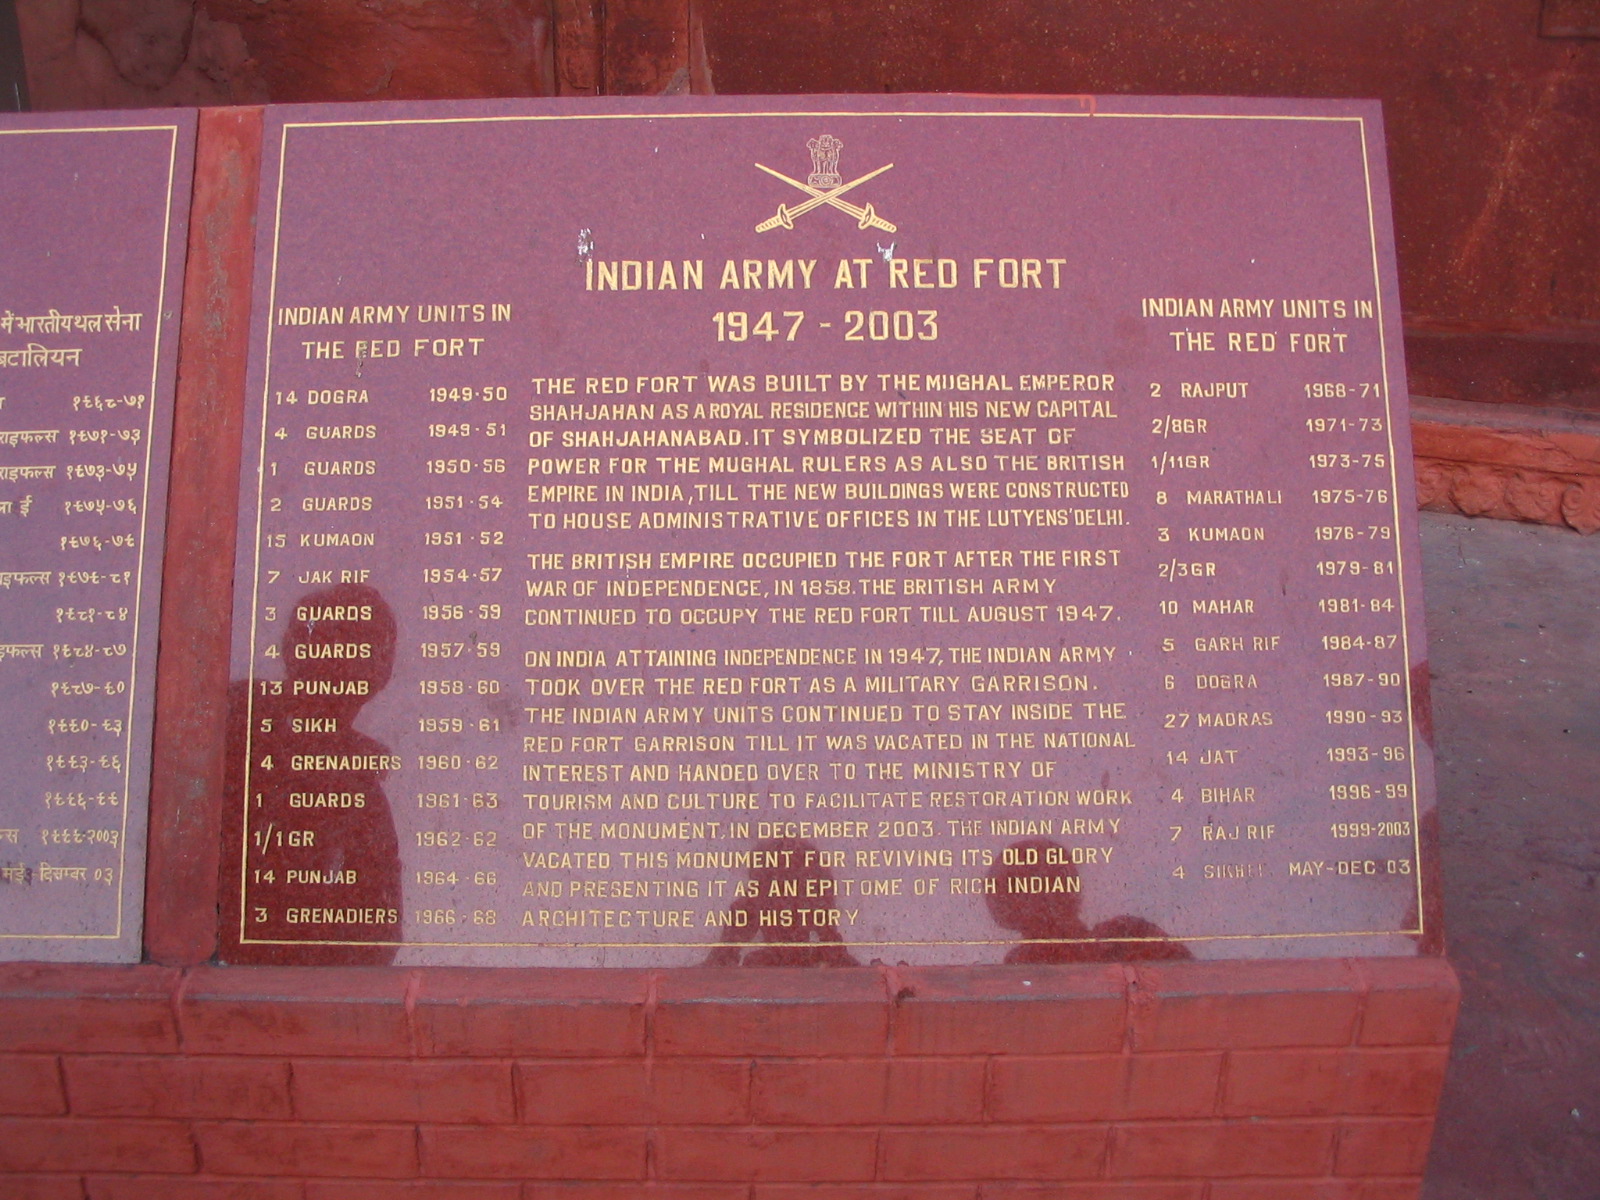 में भारतीय थल सेना
बटालियन
१९६८-७१
राइफल्स १९७१-७३
राइफल्स १९७३-७५
ई १९७५-७६
१९७६-७९
१९७९-८१
१९८१-८४
१९८४-८७
१९८७-९०
१९९०-९३
१९९३-९६
१९९६-९९
१९९९-२००३
मई- दिसम्बर ०३
INDIAN ARMY AT RED FORT
1947 - 2003
INDIAN ARMY UNITS IN
THE RED FORT
14 DOGRA 1949-50
4 GUARDS 1949-51
1 GUARDS 1950-56
2 GUARDS 1951-54
15 KUMAON 1951-52
7 JAK RIF 1954-57
3 GUARDS 1956-59
4 GUARDS 1957-59
13 PUNJAB 1958-60
5 SIKH 1959-61
4 GRENADIERS 1960-62
1 GUARDS 1961-63
1/1GR 1962-62
14 PUNJAB 1964-66
3 GRENADIERS 1966-68
THE RED FORT WAS BUILT BY THE MUGHAL EMPEROR
SHAHJAHAN AS A ROYAL RESIDENCE WITHIN HIS NEW CAPITAL
OF SHAHJAHANABAD. IT SYMBOLIZED THE SEAT OF
POWER FOR THE MUGHAL RULERS AS ALSO THE BRITISH
EMPIRE IN INDIA, TILL THE NEW BUILDINGS WERE CONSTRUCTED
TO HOUSE ADMINISTRATIVE OFFICES IN THE LUTYENS' DELHI.
THE BRITISH EMPIRE OCCUPIED THE FORT AFTER THE FIRST
WAR OF INDEPENDENCE, IN 1858. THE BRITISH ARMY
CONTINUED TO OCCUPY THE RED FORT TILL AUGUST 1947.
ON INDIA ATTAINING INDEPENDENCE IN 1947, THE INDIAN ARMY
TOOK OVER THE RED FORT AS A MILITARY GARRISON.
THE INDIAN ARMY UNITS CONTINUED TO STAY INSIDE THE
RED FORT GARRISON TILL IT WAS VACATED IN THE NATIONAL
INTEREST AND HANDED OVER TO THE MINISTRY OF
TOURISM AND CULTURE TO FACILITATE RESTORATION WORK
OF THE MONUMENT. IN DECEMBER 2003. THE INDIAN ARMY
VACATED THIS MONUMENT FOR REVIVING ITS OLD GLORY
AND PRESENTING IT AS AN EPITOME OF RICH INDIAN
ARCHITECTURE AND HISTORY
INDIAN ARMY UNITS IN
THE RED FORT
2 RAJPUT 1968-71
2/8GR 1971-73
1/11GR 1973-75
8 MARATHALI 1975-76
3 KUMAON 1976-79
2/3GR 1979-81
10 MAHAR 1981-84
5 GARH RIF 1984-87
6 DOGRA 1987-90
27 MADRAS 1990-93
14 JAT 1993-96
4 BIHAR 1996-99
7 RAJ RIF 1999-2003
4 MAY-DEC 03